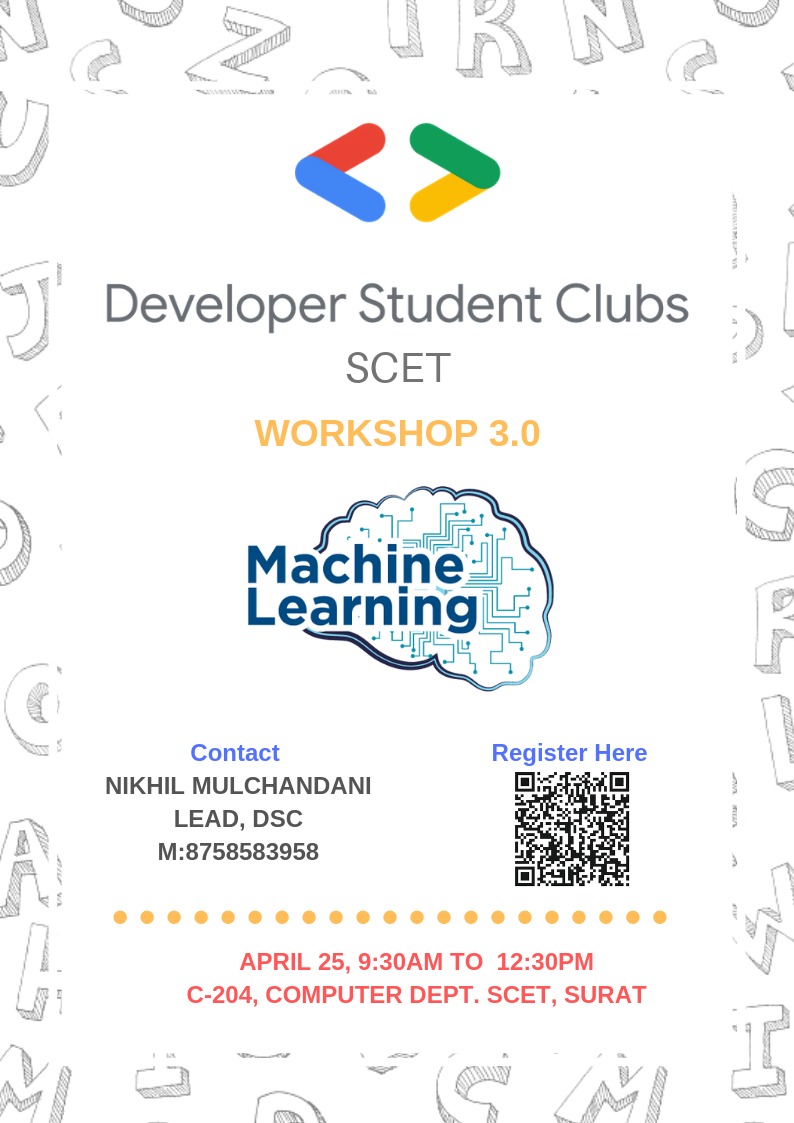 Developer Student Clubs
SCET
WORKSHOP 3.0
Machine
Learning
Contact
NIKHIL MULCHANDANI
LEAD, DSC
M:8758583958
Register Here
APRIL 25, 9:30AM TO  12:30PM
C-204, COMPUTER DEPT. SCET, SURAT